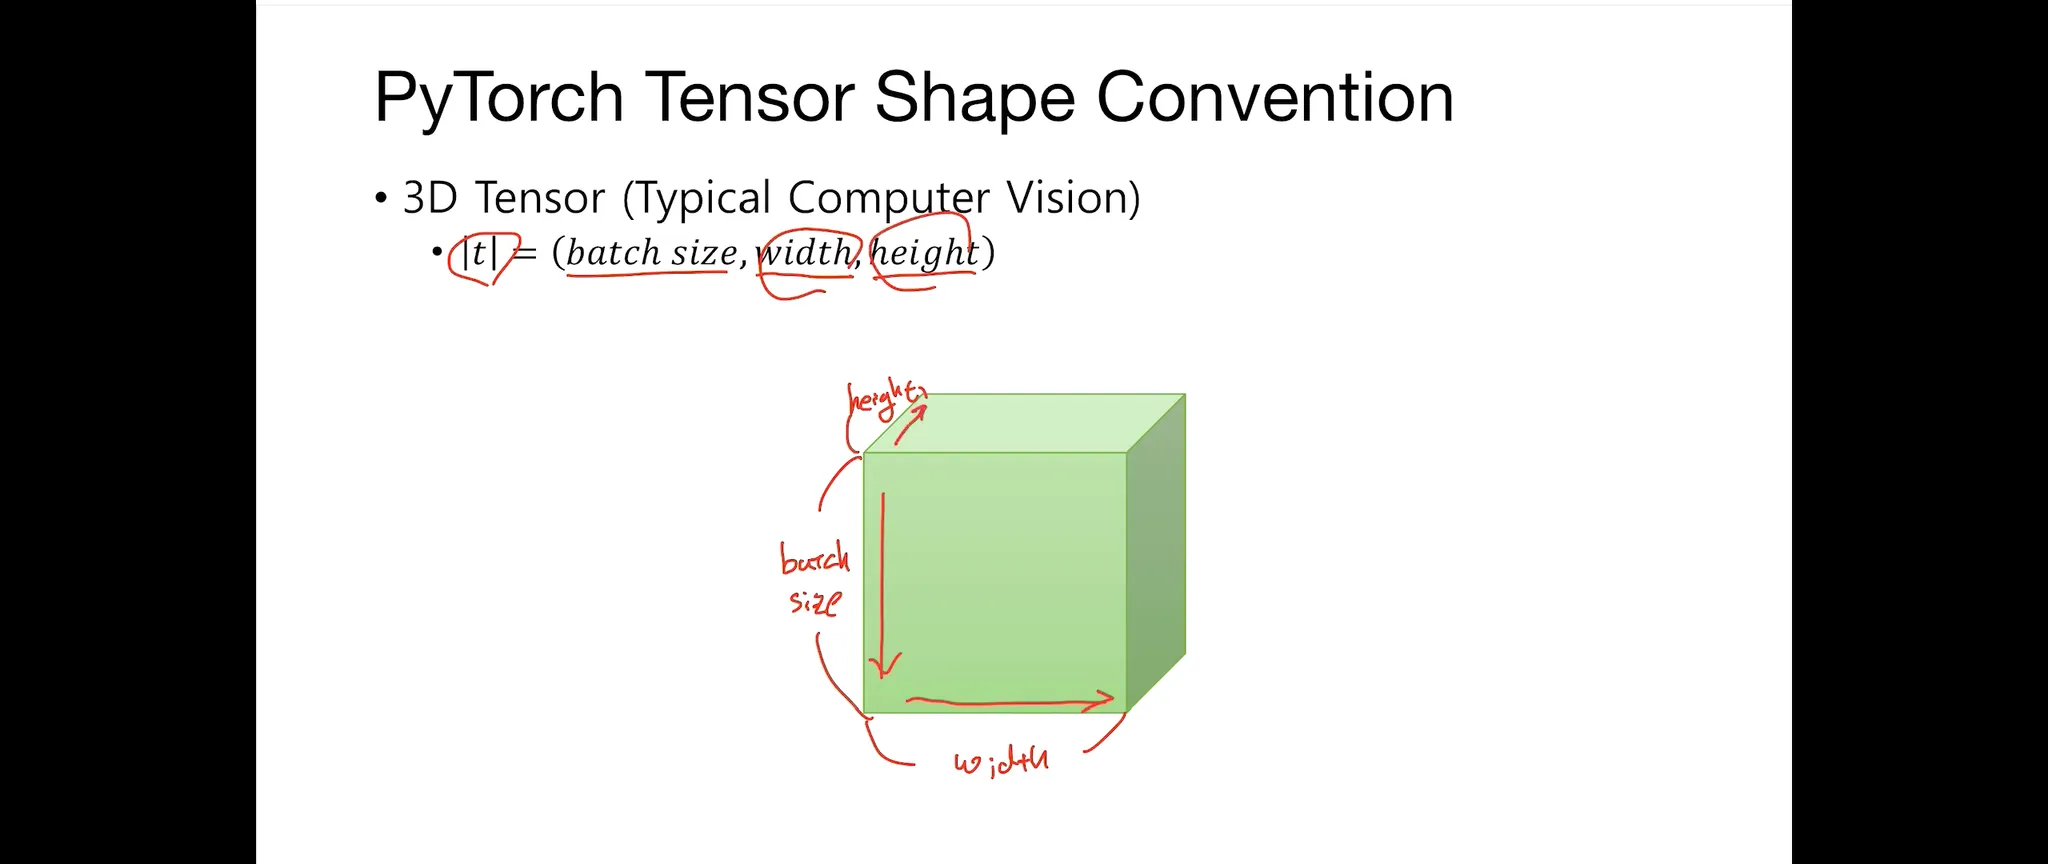 PyTorch Tensor Shape Convention
• 3D Tensor (Typical Computer Vision)
• |t| = (batch size, width, height)
height
batch
size
width